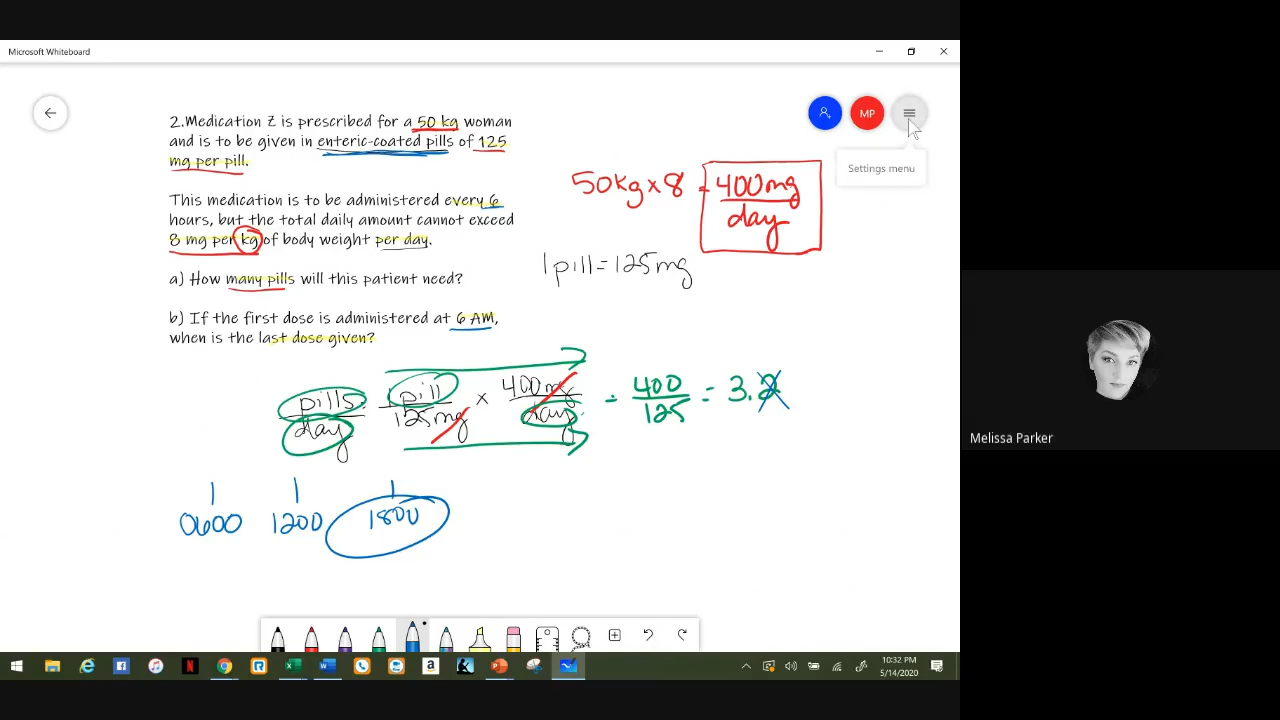 Microsoft Whiteboard
MP
Settings menu
2.Medication Z is prescribed for a 50 kg woman
and is to be given in enteric-coated pills of 125
mg per pill.
This medication is to be administered every 6
hours, but the total daily amount cannot exceed
8 mg per kg of body weight per day.
a) How many pills will this patient need?
b) If the first dose is administered at 6 AM,
when is the last dose given?
50kg x 8 = 400mg
day
1 pill = 125mg
pills = pill x 400mg = 400 = 3.2
day 125mg day 125
1 1 1
0600 1200 1800
Melissa Parker
10:32 PM
5/14/2020